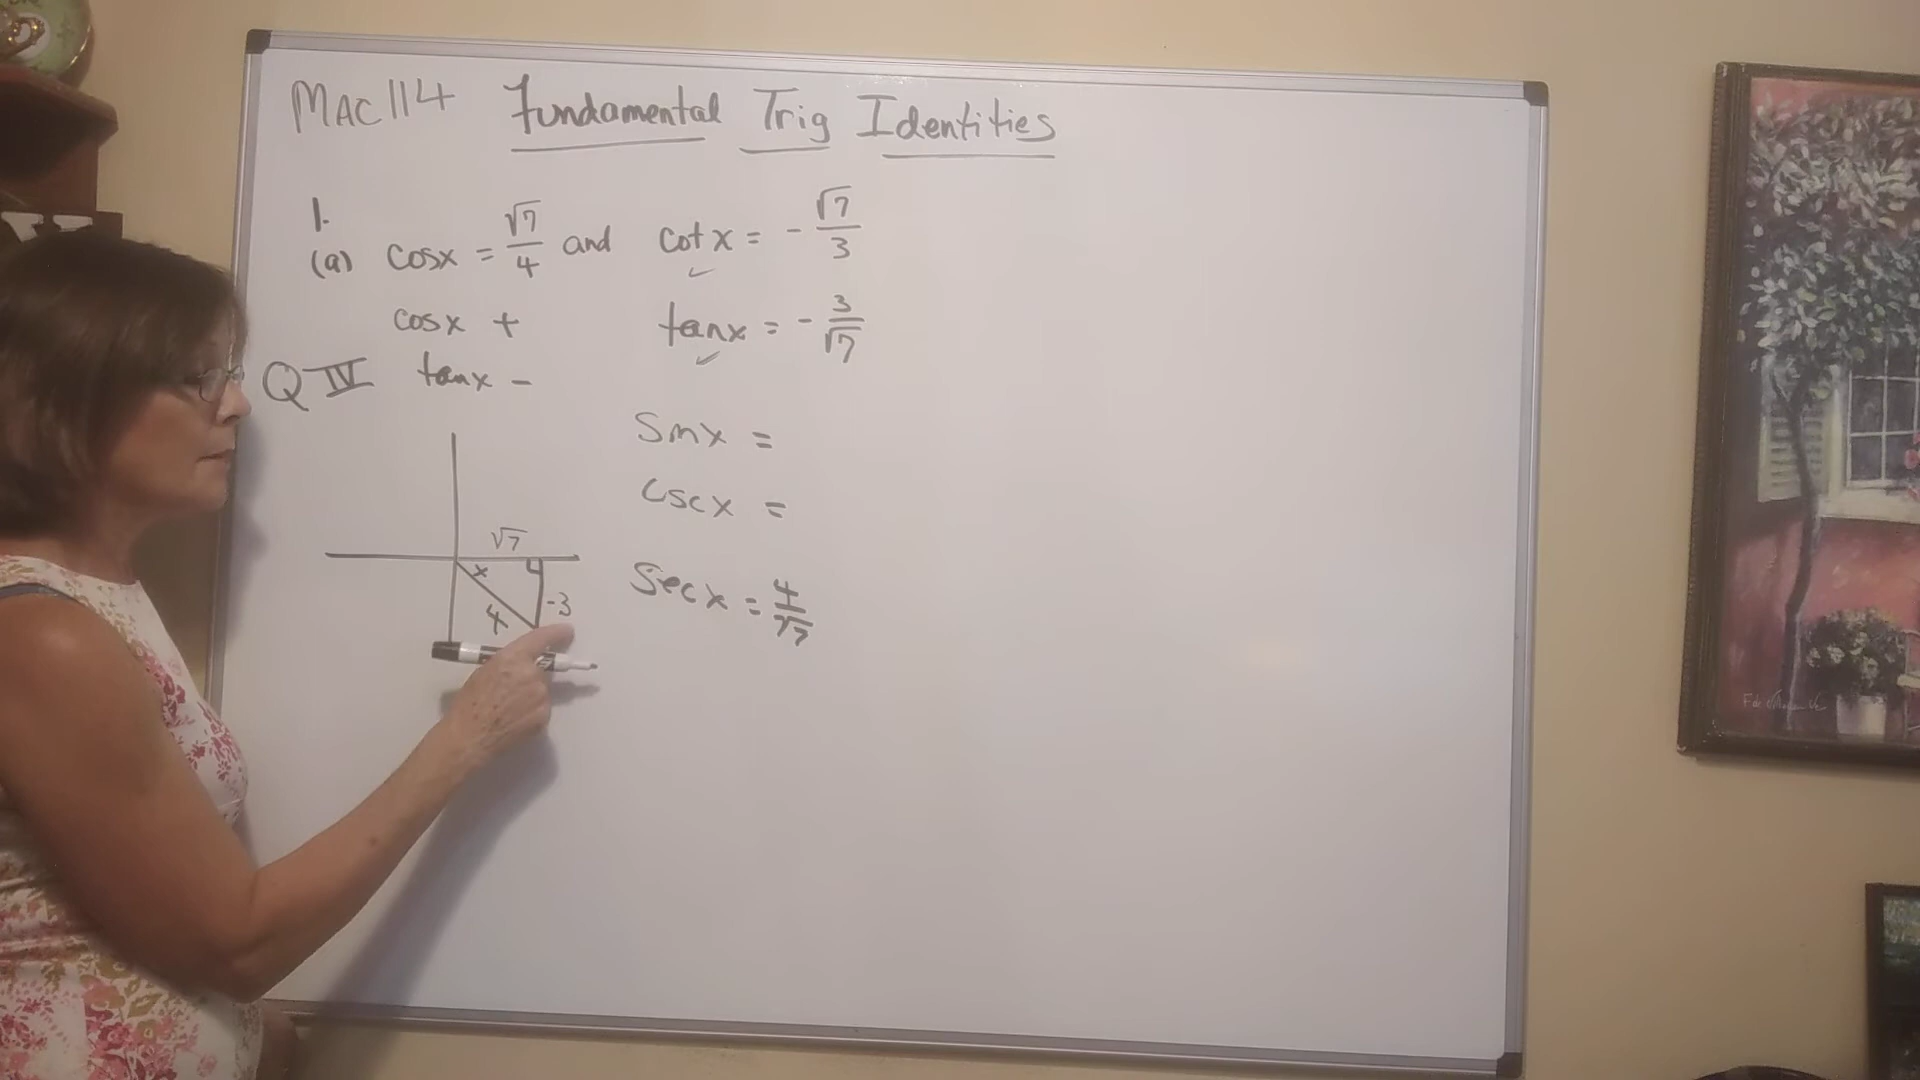 MAC114 Fundamental Trig Identities
1.
(a) cosx = √7/4 and cot x = - √7/3
cosx + tanx = - 3/√7
Q IV tanx -
Sinx =
Cscx =
Secx = 4/√7
√7
x
4
-3